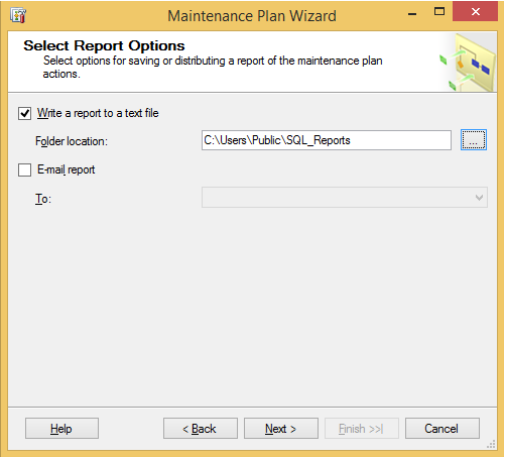 Maintenance Plan Wizard
Select Report Options
Select options for saving or distributing a report of the maintenance plan
actions.
Write a report to a text file
Folder location:
C:\Users\Public\SQL_Reports
...
E-mail report
To:
Help
< Back
Next >
Finish >>|
Cancel